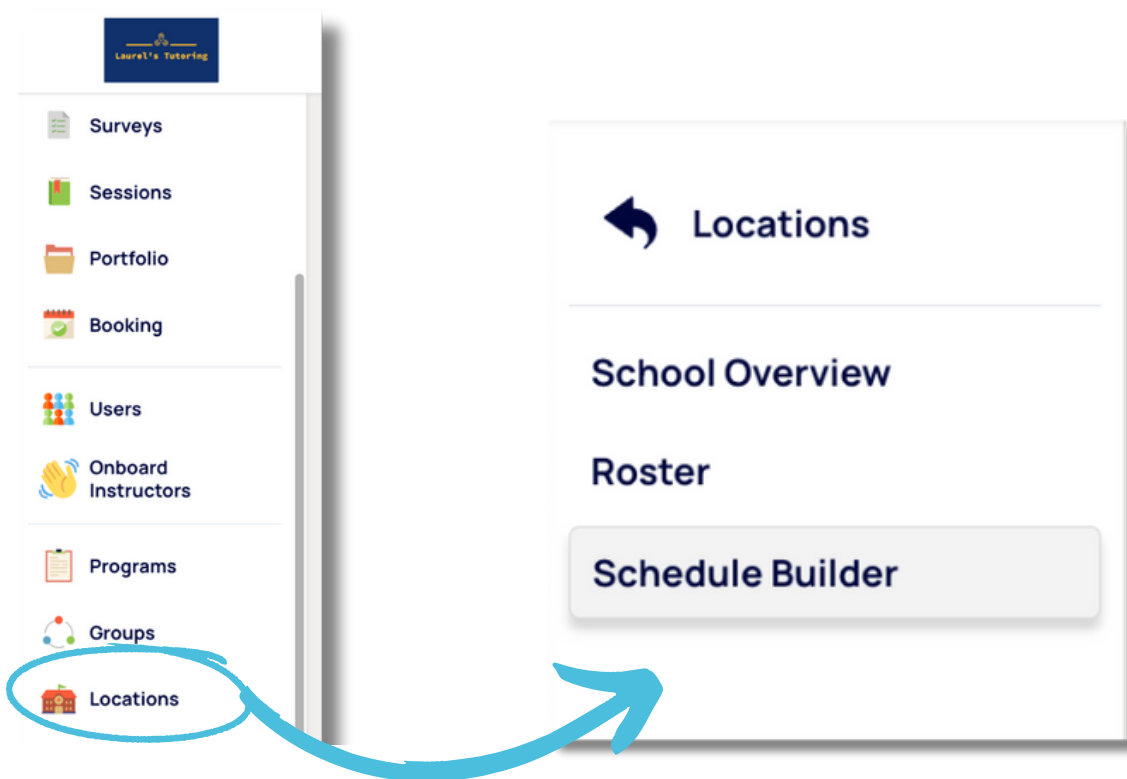 Laurel's Tutoring
Surveys
Sessions
Portfolio
Booking
Users
Onboard
Instructors
Programs
Groups
Locations
Locations
School Overview
Roster
Schedule Builder